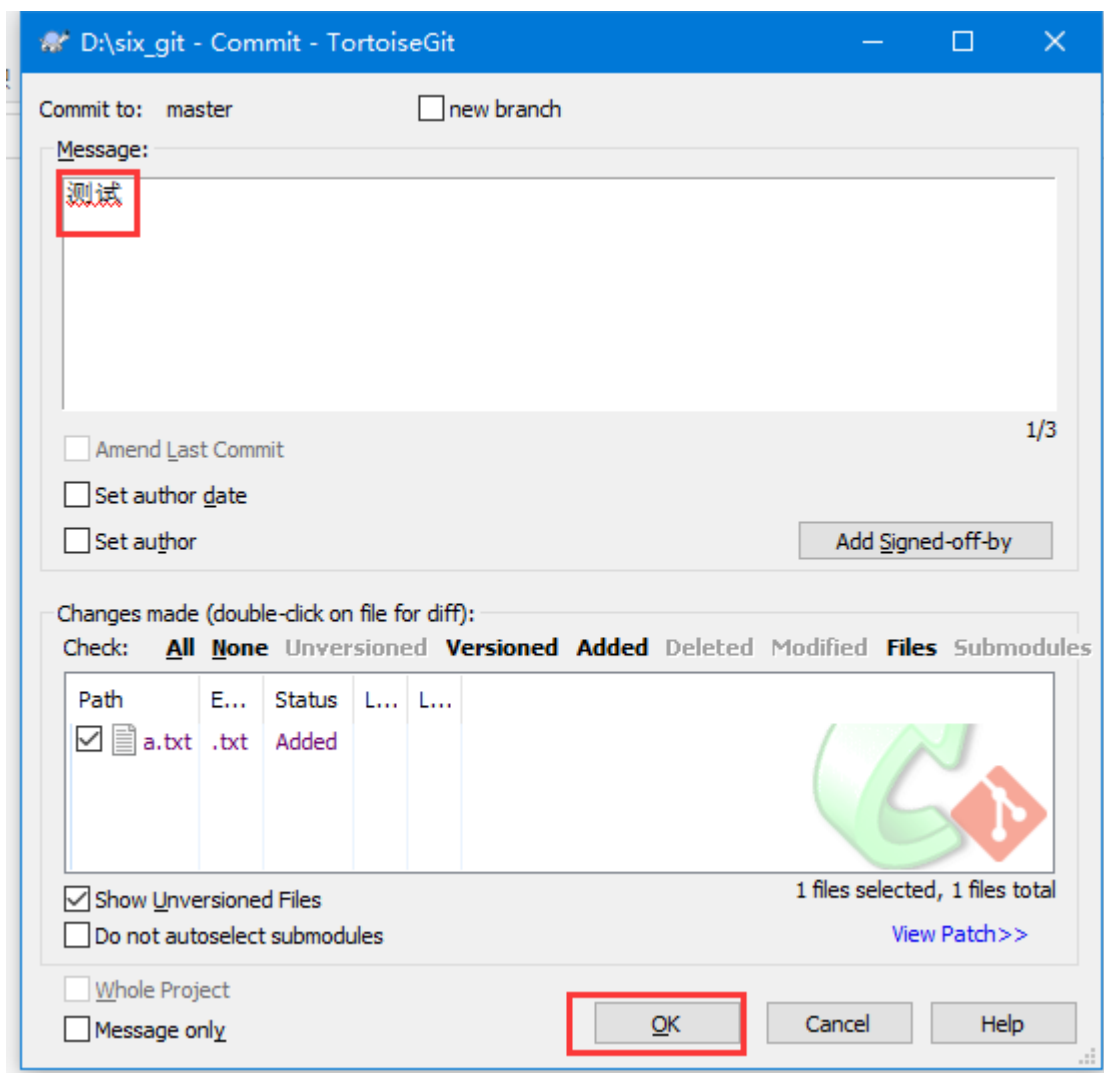 D:\six_git - Commit - TortoiseGit
Commit to: master new branch
Message:
测试
1/3
Amend Last Commit
Set author date
Set author Add Signed-off-by
Changes made (double-click on file for diff):
Check: All None Unversioned Versioned Added Deleted Modified Files Submodules
Path E... Status L... L...
a.txt .txt Added
1 files selected, 1 files total
Show Unversioned Files
Do not autoselect submodules View Patch>>
Whole Project
Message only OK Cancel Help